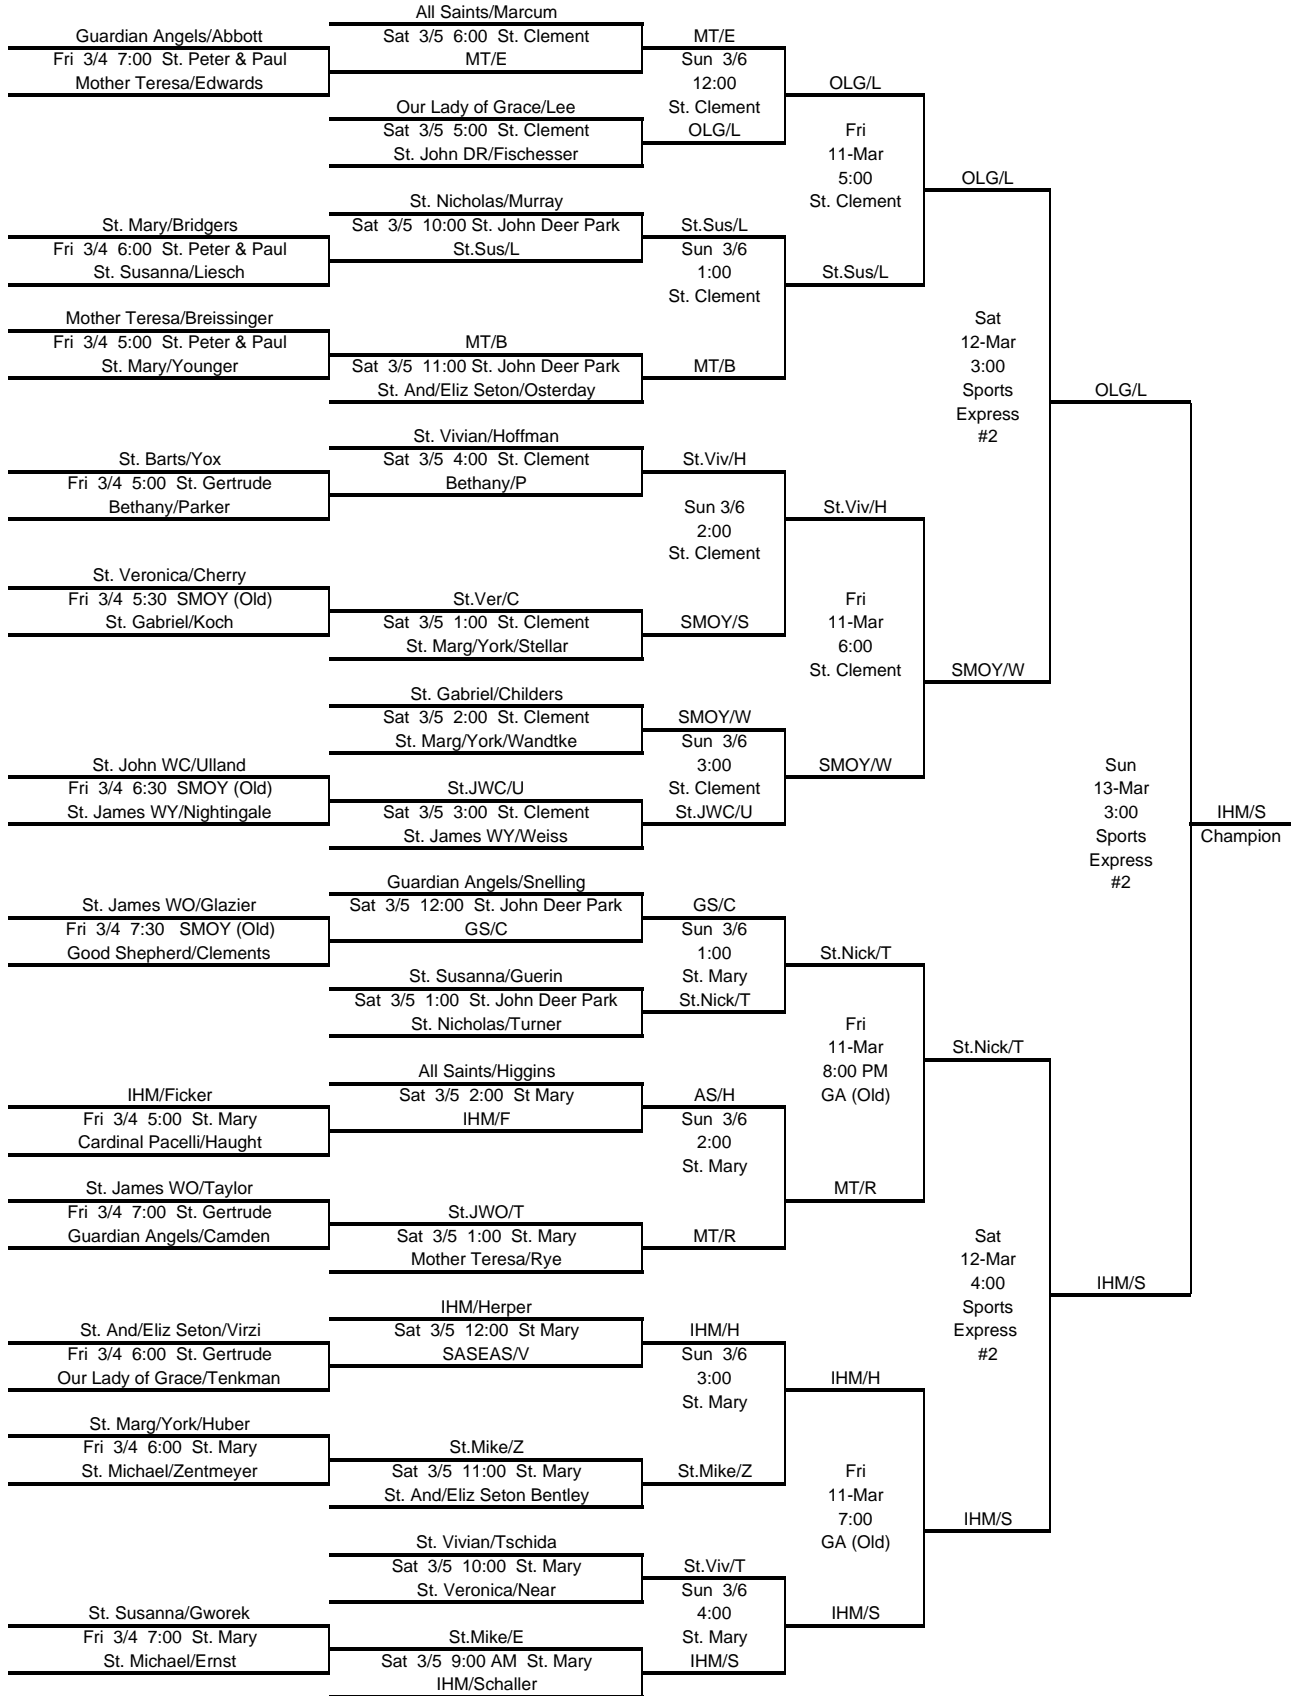 All Saints/Marcum
Guardian Angels/Abbott
Sat 3/5 6:00 St. Clement
MT/E
Fri 3/4 7:00 St. Peter & Paul
MT/E
Sun 3/6
Mother Teresa/Edwards
12:00
OLG/L
Our Lady of Grace/Lee
St. Clement
Sat 3/5 5:00 St. Clement
OLG/L
Fri
St. John DR/Fischesser
11-Mar
5:00
OLG/L
St. Nicholas/Murray
St. Clement
St. Mary/Bridgers
Sat 3/5 10:00 St. John Deer Park
St.Sus/L
Fri 3/4 6:00 St. Peter & Paul
St.Sus/L
Sun 3/6
St. Susanna/Liesch
1:00
St.Sus/L
St. Clement
Mother Teresa/Breissinger
Sat
Fri 3/4 5:00 St. Peter & Paul
MT/B
12-Mar
St. Mary/Younger
Sat 3/5 11:00 St. John Deer Park
MT/B
3:00
St. And/Eliz Seton/Osterday
Sports
OLG/L
Express
St. Vivian/Hoffman
#2
St. Barts/Yox
Sat 3/5 4:00 St. Clement
St.Viv/H
Fri 3/4 5:00 St. Gertrude
Bethany/P
Bethany/Parker
Sun 3/6
St.Viv/H
2:00
St. Clement
St. Veronica/Cherry
Fri 3/4 5:30 SMOY (Old)
St.Ver/C
Fri
St. Gabriel/Koch
Sat 3/5 1:00 St. Clement
SMOY/S
11-Mar
St. Marg/York/Stellar
6:00
St. Clement
SMOY/W
St. Gabriel/Childers
Sat 3/5 2:00 St. Clement
SMOY/W
St. Marg/York/Wandtke
Sun 3/6
St. John WC/Ulland
3:00
SMOY/W
Sun
Fri 3/4 6:30 SMOY (Old)
St.JWC/U
St. Clement
13-Mar
St. James WY/Nightingale
Sat 3/5 3:00 St. Clement
St.JWC/U
3:00
IHM/S
St. James WY/Weiss
Sports
Champion
Express
Guardian Angels/Snelling
#2
St. James WO/Glazier
Sat 3/5 12:00 St. John Deer Park
GS/C
Fri 3/4 7:30 SMOY (Old)
GS/C
Sun 3/6
Good Shepherd/Clements
1:00
St.Nick/T
St. Susanna/Guerin
St. Mary
Sat 3/5 1:00 St. John Deer Park
St.Nick/T
St. Nicholas/Turner
Fri
11-Mar
St.Nick/T
All Saints/Higgins
8:00 PM
IHM/Ficker
Sat 3/5 2:00 St Mary
AS/H
GA (Old)
Fri 3/4 5:00 St. Mary
IHM/F
Sun 3/6
Cardinal Pacelli/Haught
2:00
St. Mary
St. James WO/Taylor
MT/R
Fri 3/4 7:00 St. Gertrude
St.JWO/T
Guardian Angels/Camden
Sat 3/5 1:00 St. Mary
MT/R
Sat
Mother Teresa/Rye
12-Mar
4:00
IHM/S
IHM/Herper
Sports
St. And/Eliz Seton/Virzi
Sat 3/5 12:00 St Mary
IHM/H
Express
Fri 3/4 6:00 St. Gertrude
SASEAS/V
Sun 3/6
#2
Our Lady of Grace/Tenkman
3:00
IHM/H
St. Mary
St. Marg/York/Huber
Fri 3/4 6:00 St. Mary
St.Mike/Z
St. Michael/Zentmeyer
Sat 3/5 11:00 St. Mary
St.Mike/Z
Fri
St. And/Eliz Seton Bentley
11-Mar
7:00
IHM/S
St. Vivian/Tschida
GA (Old)
Sat 3/5 10:00 St. Mary
St.Viv/T
St. Veronica/Near
Sun 3/6
St. Susanna/Gworek
4:00
IHM/S
Fri 3/4 7:00 St. Mary
St.Mike/E
St. Mary
St. Michael/Ernst
Sat 3/5 9:00 AM St. Mary
IHM/S
IHM/Schaller